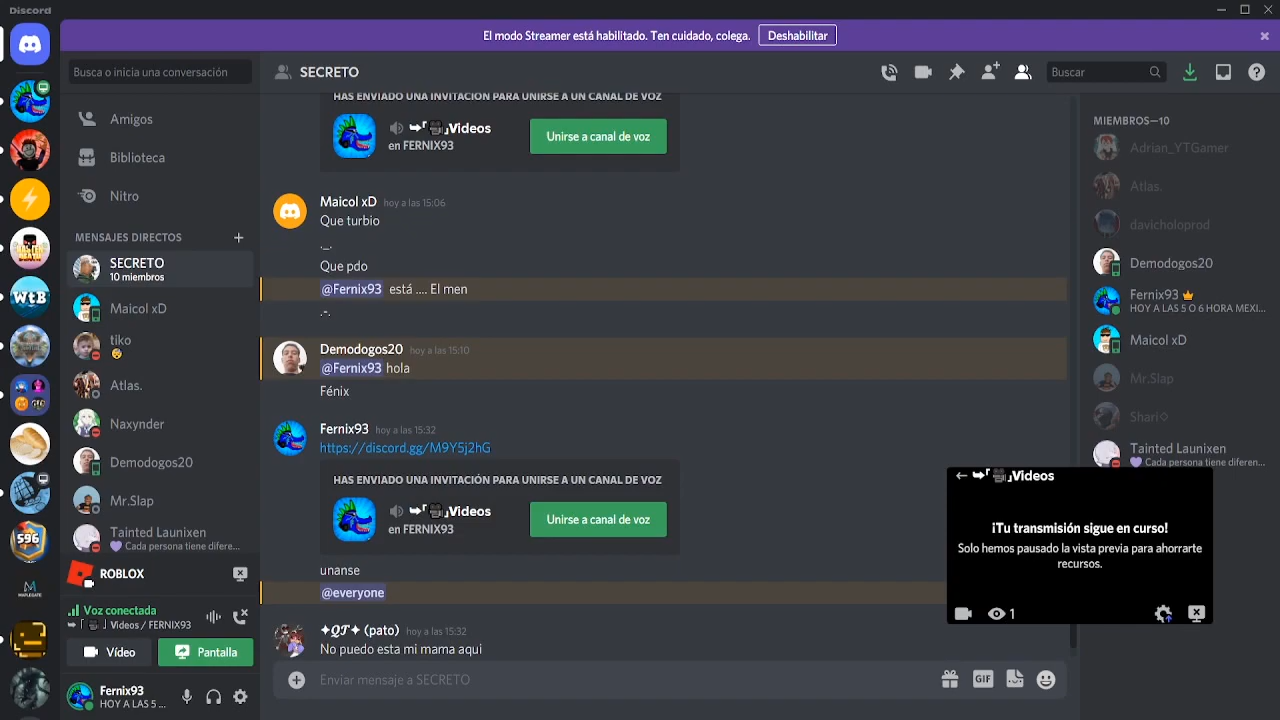 Discord
El modo Streamer está habilitado. Ten cuidado, colega.
Deshabilitar
Busca o inicia una conversación
SECRETO
Buscar
Amigos
Biblioteca
Nitro
MENSAJES DIRECTOS
SECRETO
10 miembros
Maicol xD
tiko
Atlas.
Naxynder
Demodogos20
Mr.Slap
Tainted Launixen
Cada persona tiene difere...
ROBLOX
Voz conectada
Videos / FERNIX93
Vídeo
Pantalla
Fernix93
HOY A LAS 5 ...
WtB
596
MAPLEGATE
HAS ENVIADO UNA INVITACIÓN PARA UNIRSE A UN CANAL DE VOZ
➥「🎥」Videos
en FERNIX93
Unirse a canal de voz
Maicol xD hoy a las 15:06
Que turbio
._.
Que pdo
@Fernix93 está .... El men
.-.
Demodogos20 hoy a las 15:10
@Fernix93 hola
Fénix
Fernix93 hoy a las 15:32
https://discord.gg/M9Y5j2hG
HAS ENVIADO UNA INVITACIÓN PARA UNIRSE A UN CANAL DE VOZ
➥「🎥」Videos
en FERNIX93
Unirse a canal de voz
unanse
@everyone
✦𝓠𝓣✦ (pato) hoy a las 15:32
No puedo esta mi mama aqui
Enviar mensaje a SECRETO
GIF
MIEMBROS—10
Adrian_YTGamer
Atlas.
davicholoprod
Demodogos20
Fernix93
HOY A LAS 5 O 6 HORA MEXI...
Maicol xD
Mr.Slap
Shari◇
Tainted Launixen
Cada persona tiene diferen...
➥「🎥」Videos
¡Tu transmisión sigue en curso!
Solo hemos pausado la vista previa para ahorrarte
recursos.
1